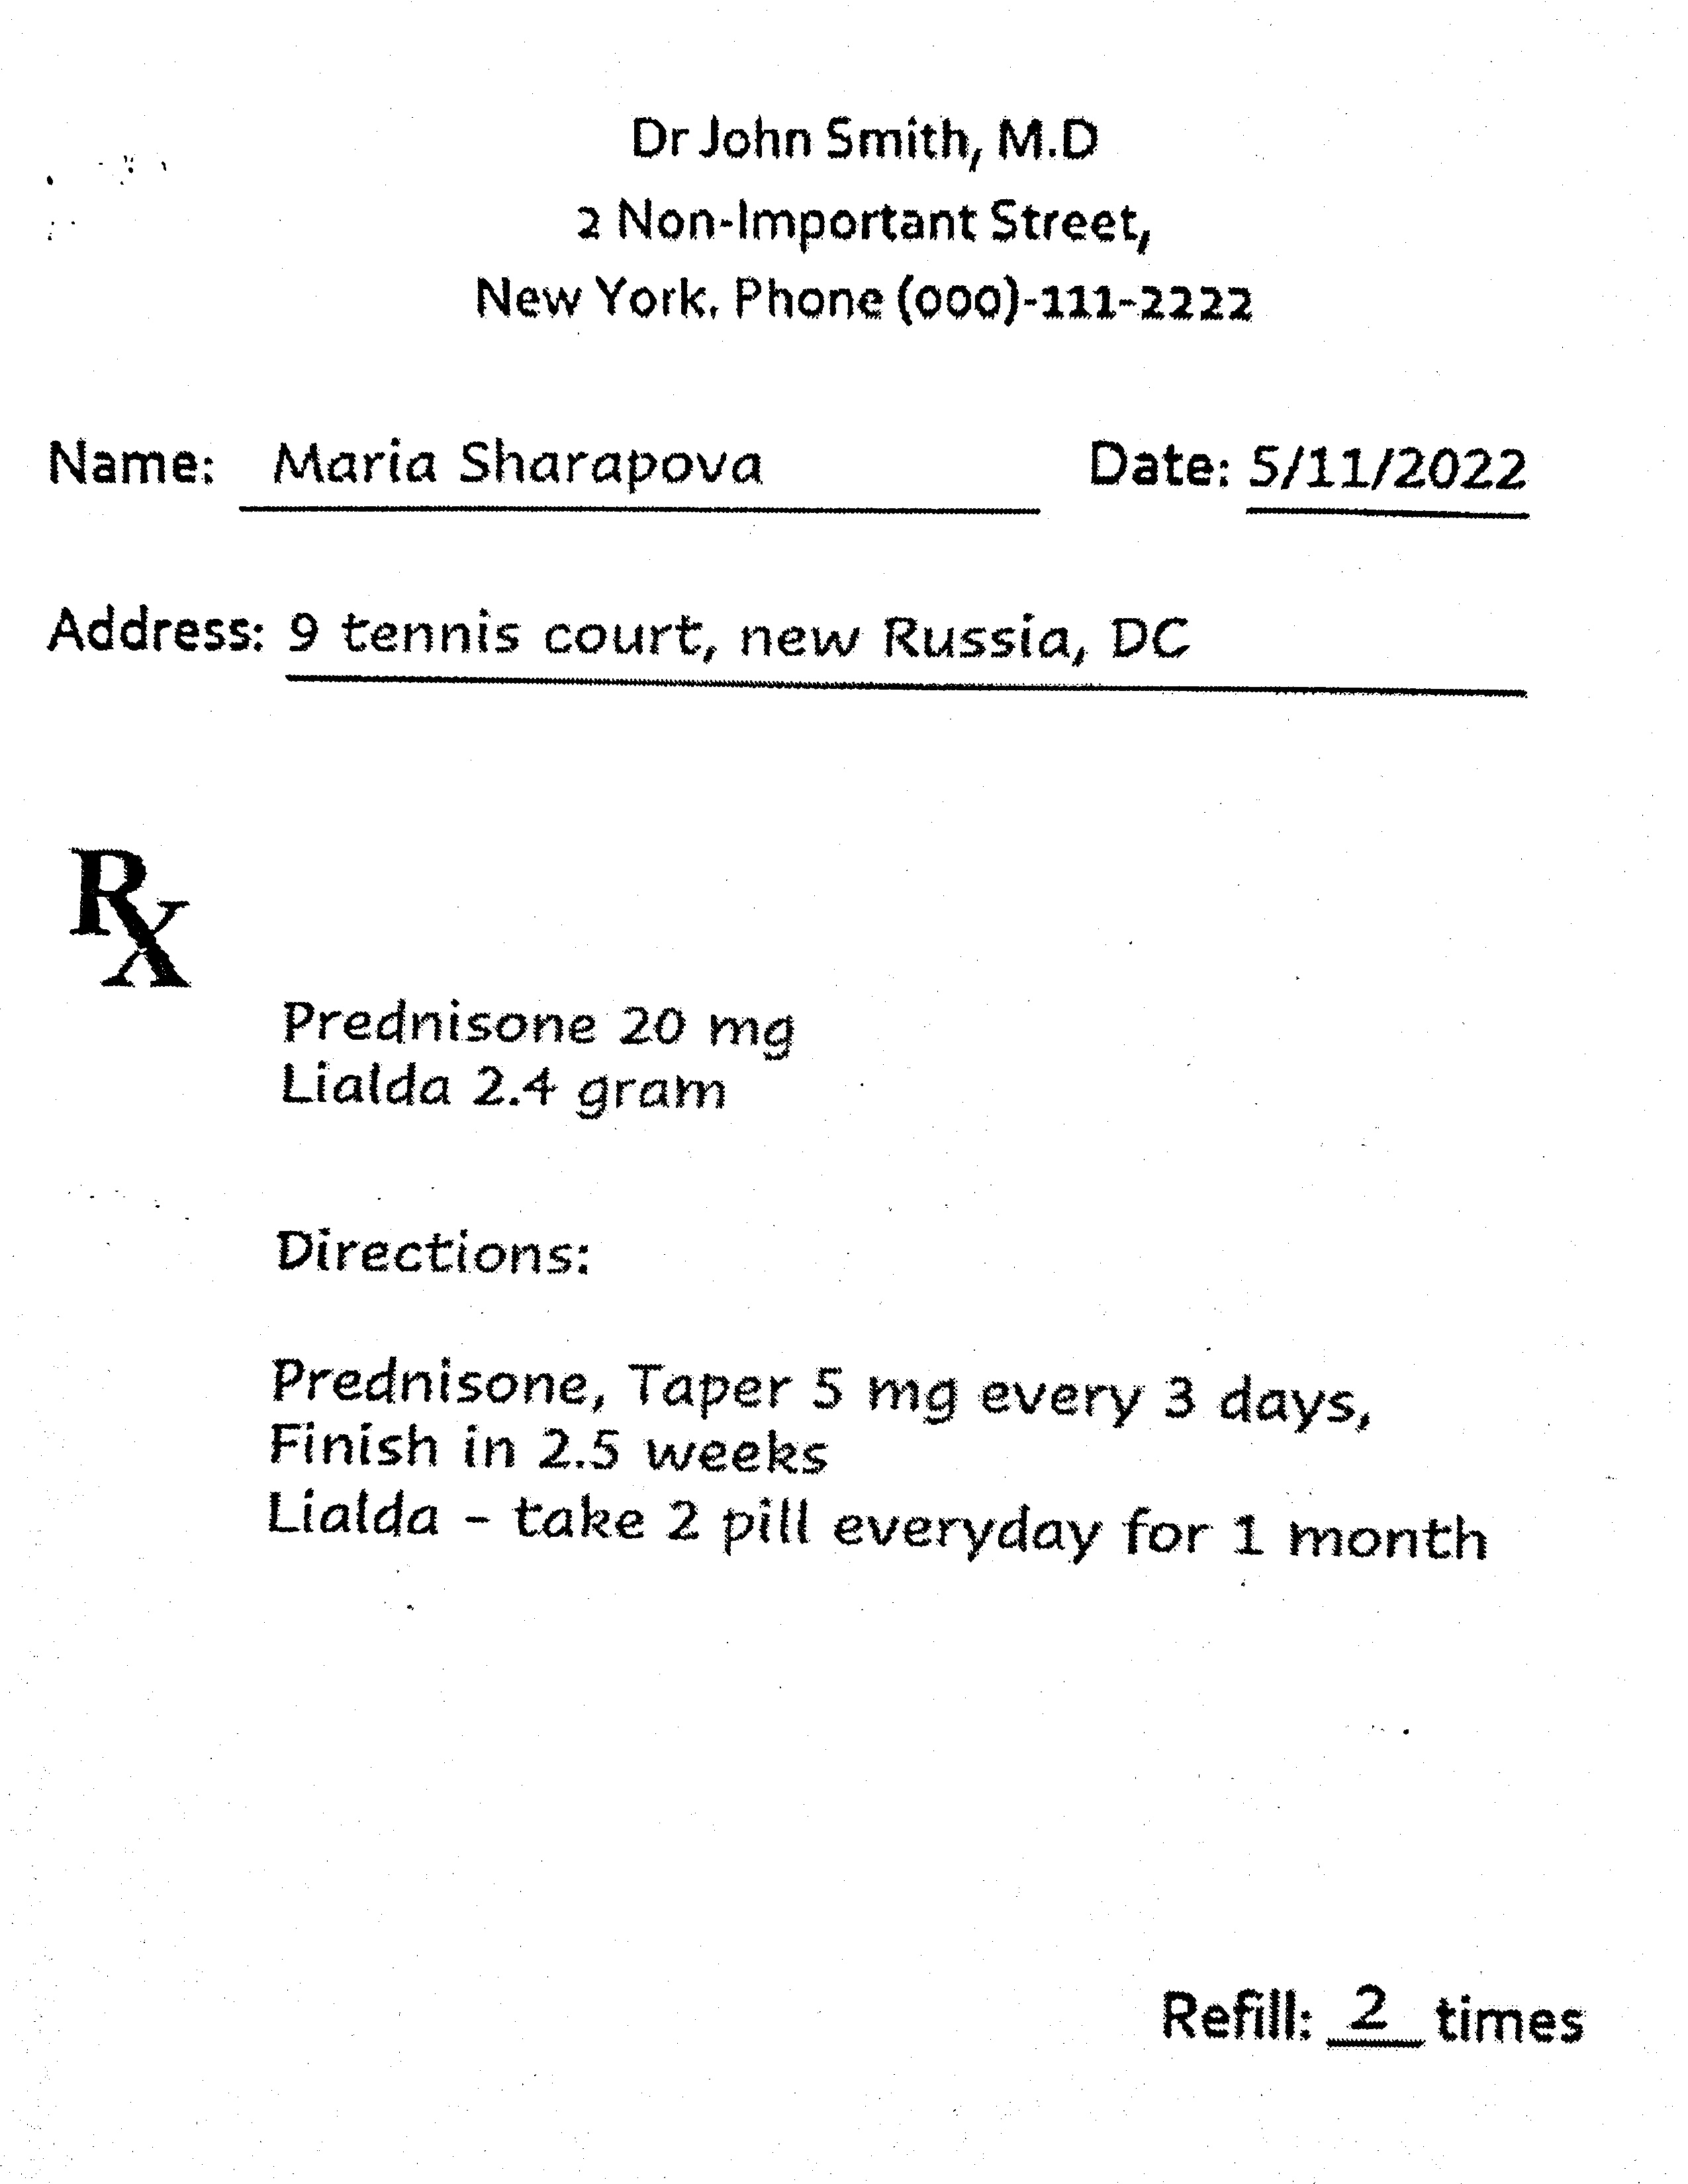 Dr John Smith, M.D
2 Non-Important Street,
New York. Phone (000)-111-2222
Name: Maria Sharapova Date: 5/11/2022
Address: 9 tennis court, new Russia, DC
Rx
Prednisone 20 mg
Lialda 2.4 gram
Directions:
Prednisone, Taper 5 mg every 3 days,
Finish in 2.5 weeks
Lialda - take 2 pill everyday for 1 month
Refill: 2 times